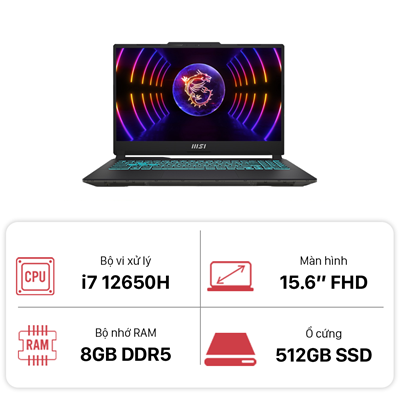 msi
CPU
Bộ vi xử lý
i7 12650H
Màn hình
15.6″ FHD
RAM
Bộ nhớ RAM
8GB DDR5
Ổ cứng
512GB SSD